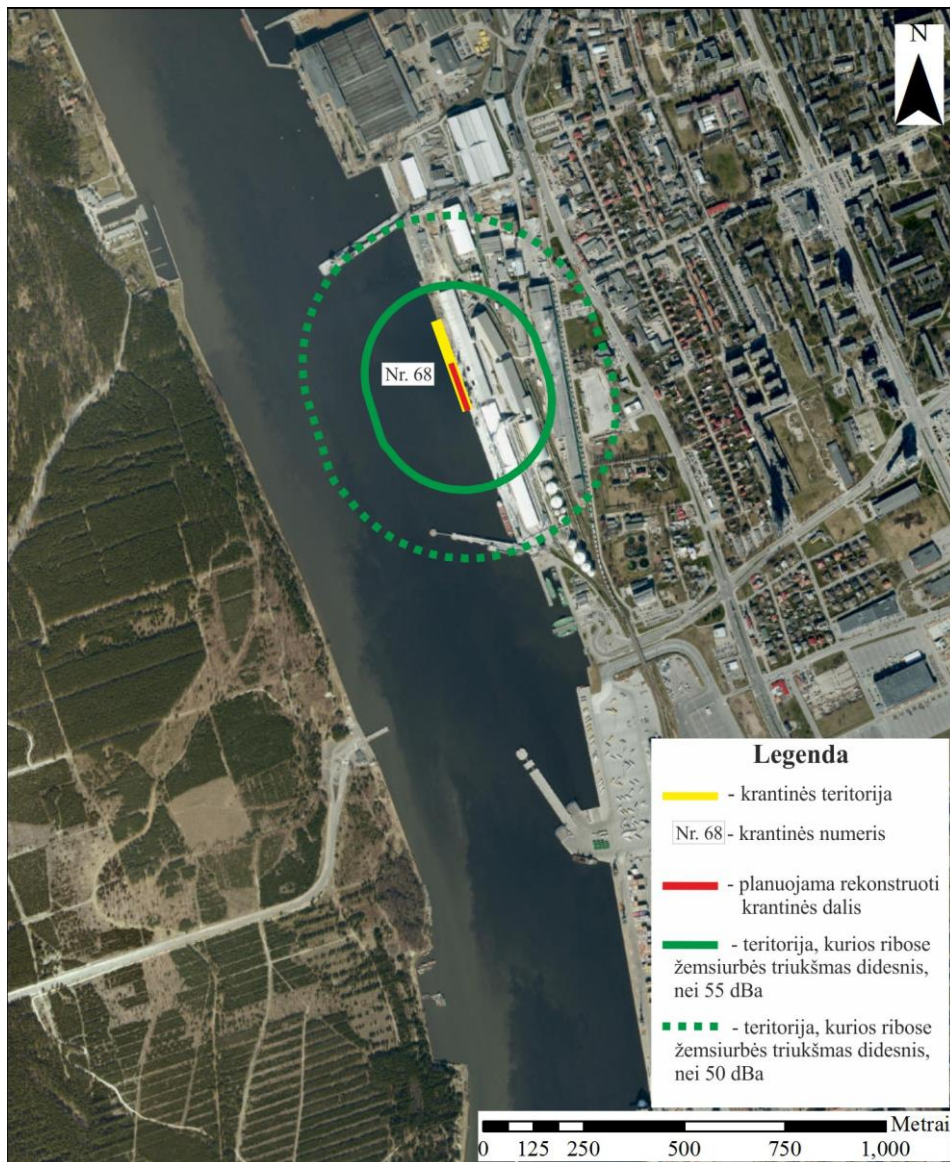 N
Nr. 68
Legenda
- krantinės teritorija
Nr. 68 - krantinės numeris
- planuojama rekonstruoti
krantinės dalis
- teritorija, kurios ribose
žemsiurbės triukšmas didesnis,
nei 55 dBa
- teritorija, kurios ribose
žemsiurbės triukšmas didesnis,
nei 50 dBa
Metrai
0 125 250 500 750 1,000